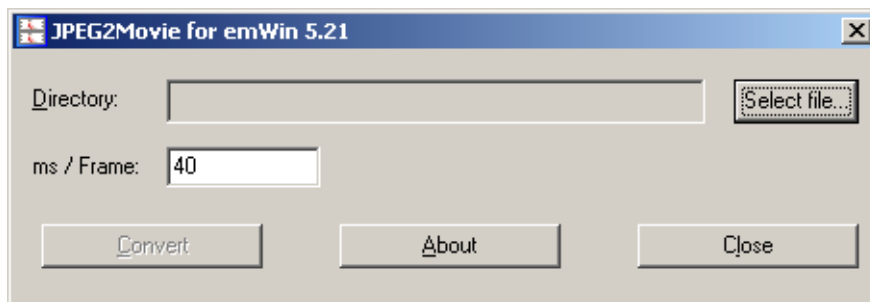 JPEG2Movie for emWin 5.21
Directory:
Select file...
ms / Frame:
40
Convert
About
Close